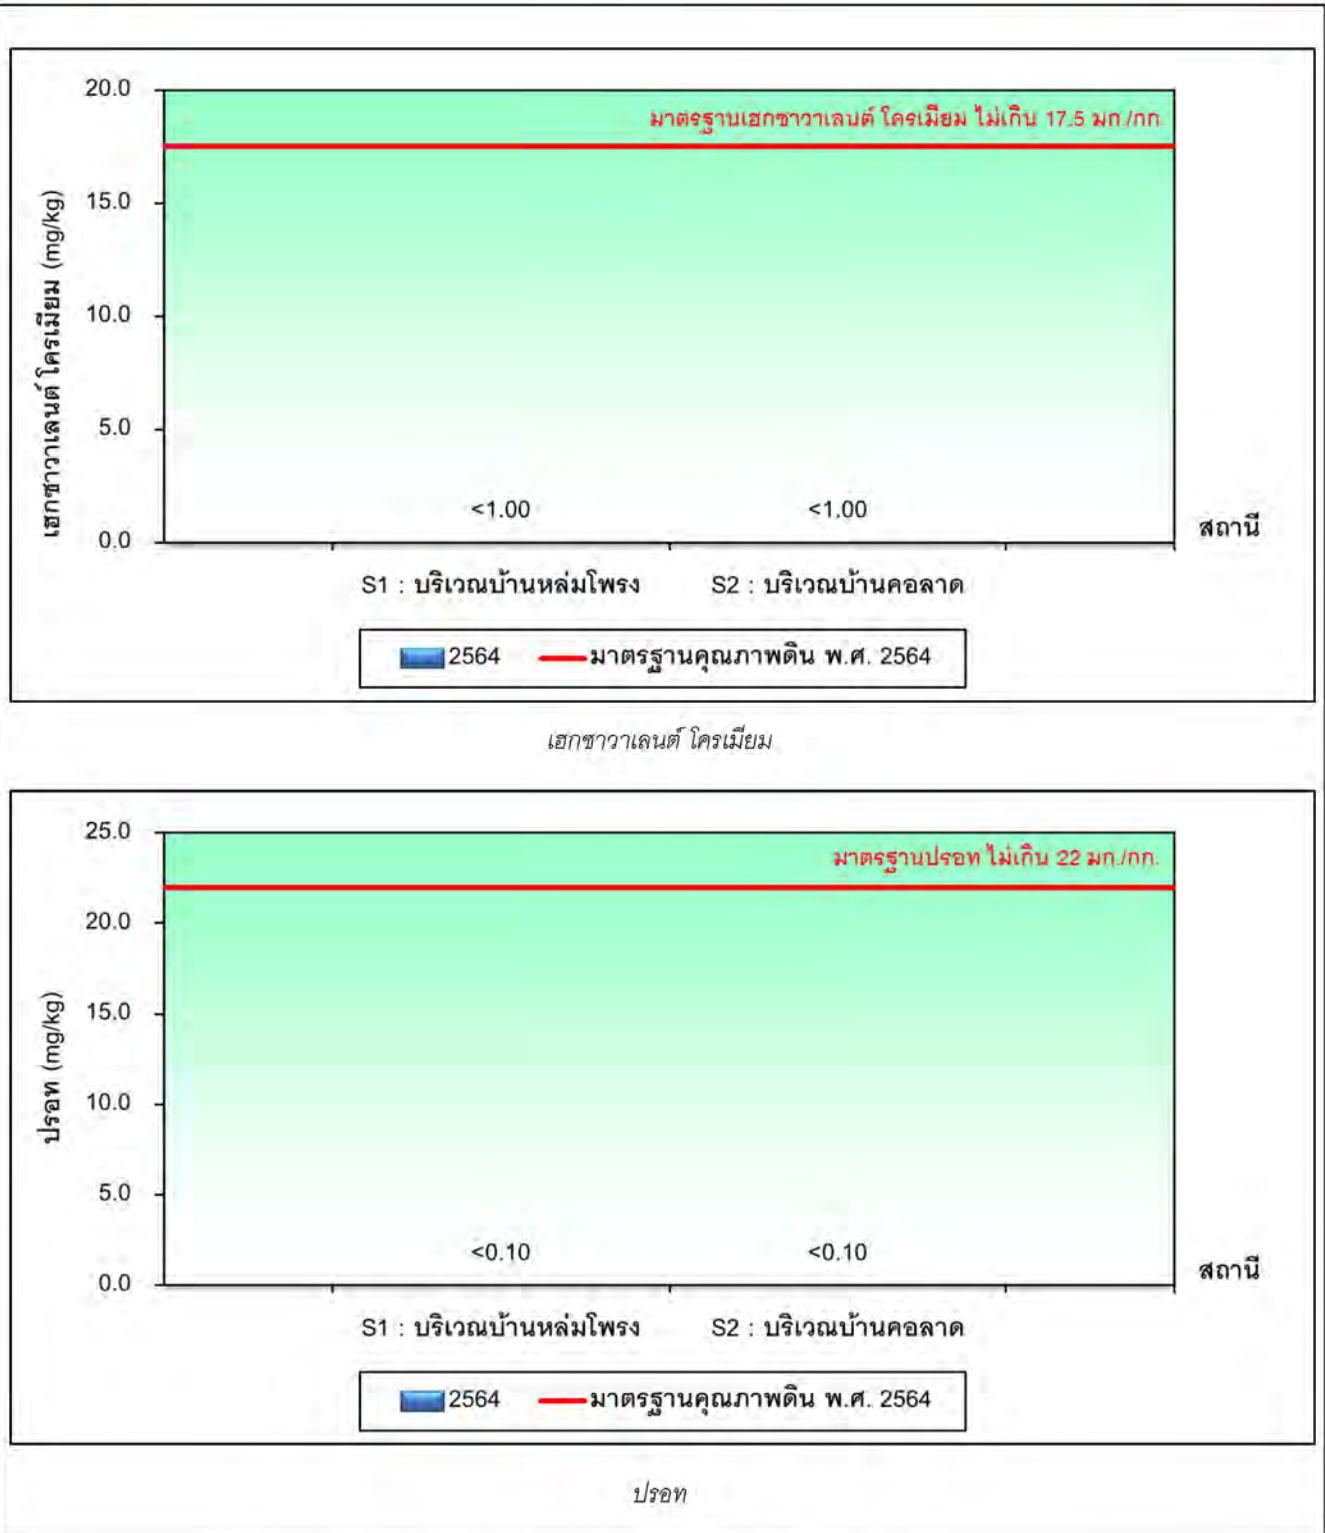 20.0
มาตรฐานเฮกซาวาเลนต์ โครเมียม ไม่เกิน 17.5 มก./กก
15.0
เฮกซาวาเลนต์ โครเมียม (mg/kg)
10.0
5.0
<1.00 <1.00
0.0
สถานี
S1 : บริเวณบ้านหล่มโพรง S2 : บริเวณบ้านคอลาด
2564 มาตรฐานคุณภาพดิน พ.ศ. 2564
เฮกซาวาเลนต์ โครเมียม
25.0
มาตรฐานปรอท ไม่เกิน 22 มก./กก.
20.0
15.0
ปรอท (mg/kg)
10.0
5.0
<0.10 <0.10
0.0
สถานี
S1 : บริเวณบ้านหล่มโพรง S2 : บริเวณบ้านคอลาด
2564 มาตรฐานคุณภาพดิน พ.ศ. 2564
ปรอท